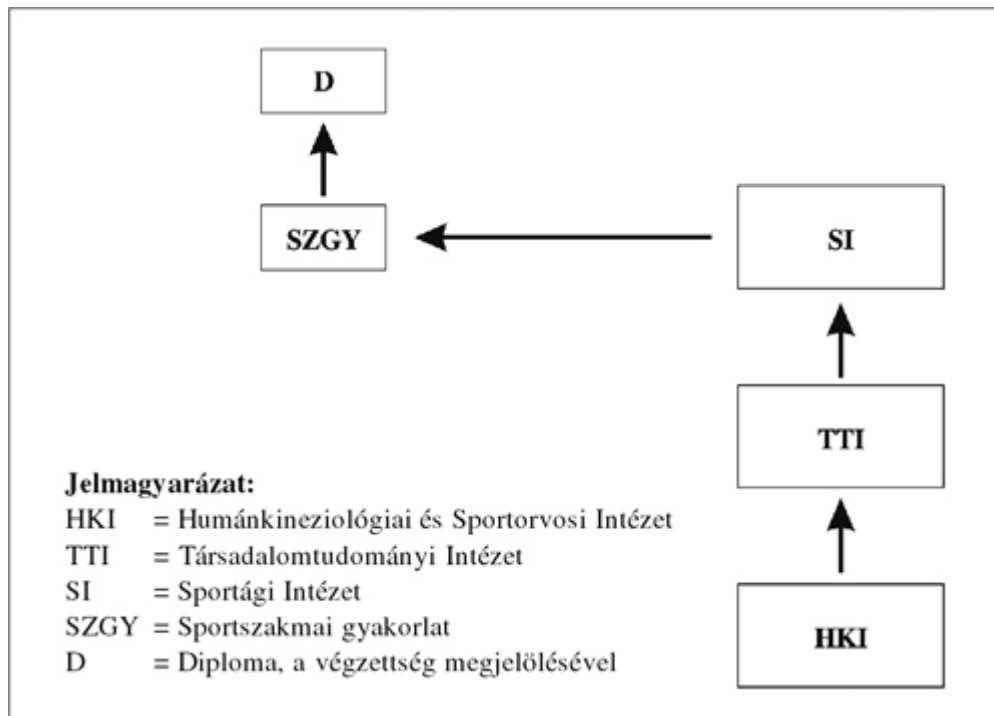 D
SZGY
SI
TTI
HKI
Jelmagyarázat:
HKI = Humánkineziológiai és Sportorvosi Intézet
TTI = Társadalomtudományi Intézet
SI = Sportági Intézet
SZGY = Sportszakmai gyakorlat
D = Diploma, a végzettség megjelölésével